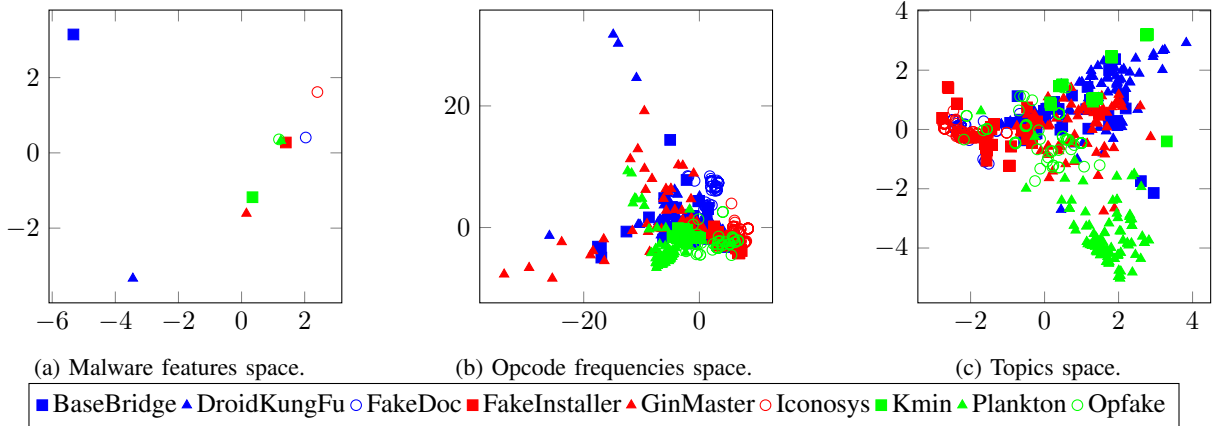 −6 −4 −2 0 2
−2
0
2
(a) Malware features space.
−20 0
0
20
(b) Opcode frequencies space.
−2 0 2 4
−4
−2
0
2
4
(c) Topics space.
BaseBridge DroidKungFu FakeDoc FakeInstaller GinMaster Iconosys Kmin Plankton Opfake